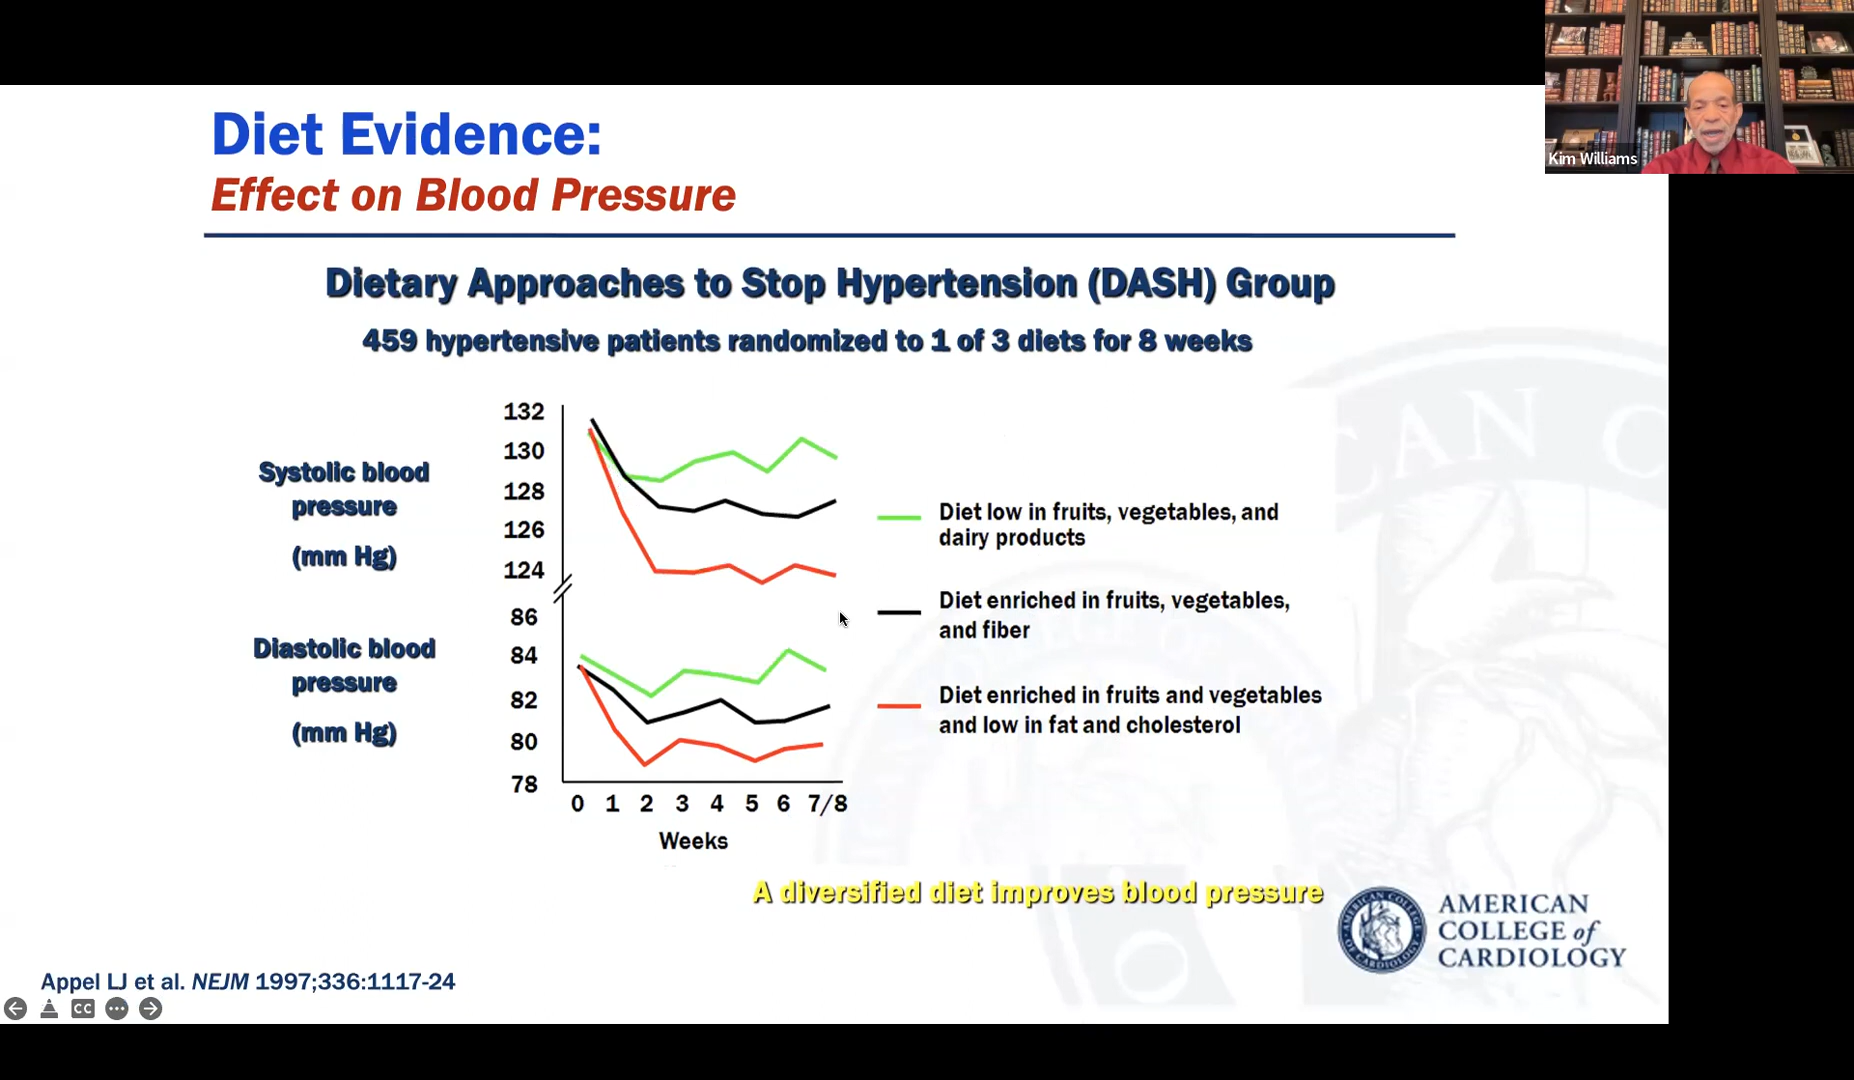 Kim Williams
Diet Evidence:
Effect on Blood Pressure
Dietary Approaches to Stop Hypertension (DASH) Group
459 hypertensive patients randomized to 1 of 3 diets for 8 weeks
Systolic blood
pressure
(mm Hg)
132
130
128
126
124
Diastolic blood
pressure
(mm Hg)
86
84
82
80
78
0 1 2 3 4 5 6 7/8
Weeks
Diet low in fruits, vegetables, and
dairy products
Diet enriched in fruits, vegetables,
and fiber
Diet enriched in fruits and vegetables
and low in fat and cholesterol
A diversified diet improves blood pressure
AMERICAN
COLLEGE of
CARDIOLOGY
Appel LJ et al. NEJM 1997;336:1117-24
CC